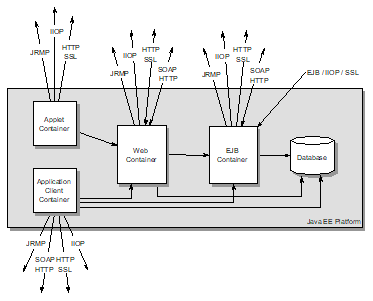 IIOP
JRMP
HTTP
SSL
IIOP
JRMP
HTTP
SSL
SOAP
HTTP
IIOP
JRMP
HTTP
SSL
SOAP
HTTP
EJB / IIOP / SSL
Applet
Container
Web
Container
EJB
Container
Database
Application
Client
Container
Java EE Platform
JRMP
IIOP
SOAP
HTTP
HTTP
SSL